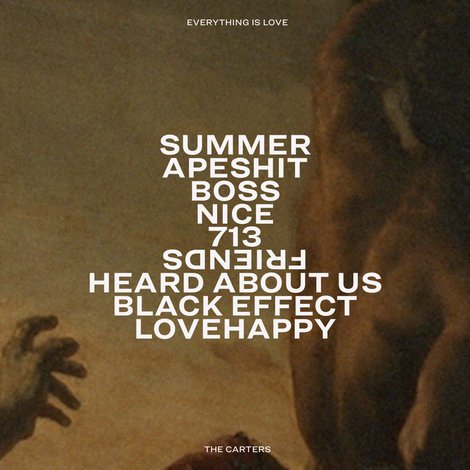 EVERYTHING IS LOVE
SUMMER
APESHIT
BOSS
NICE
713
FRIENDS
HEARD ABOUT US
BLACK EFFECT
LOVEHAPPY
THE CARTERS